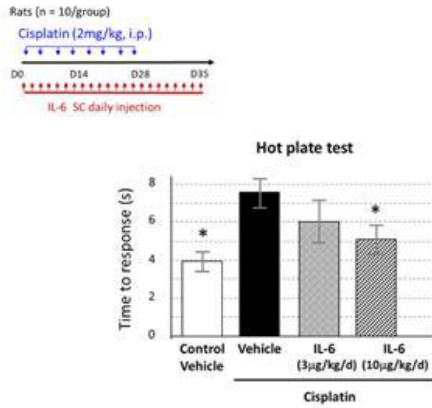 Rats (n = 10/group)
Cisplatin (2mg/kg, i.p.)
D0 D14 D28 D35
IL-6 SC daily injection
Hot plate test
Time to response (s)
8
6
4
2
0
*
*
Control Vehicle IL-6 IL-6
Vehicle (3µg/kg/d) (10µg/kg/d)
Cisplatin